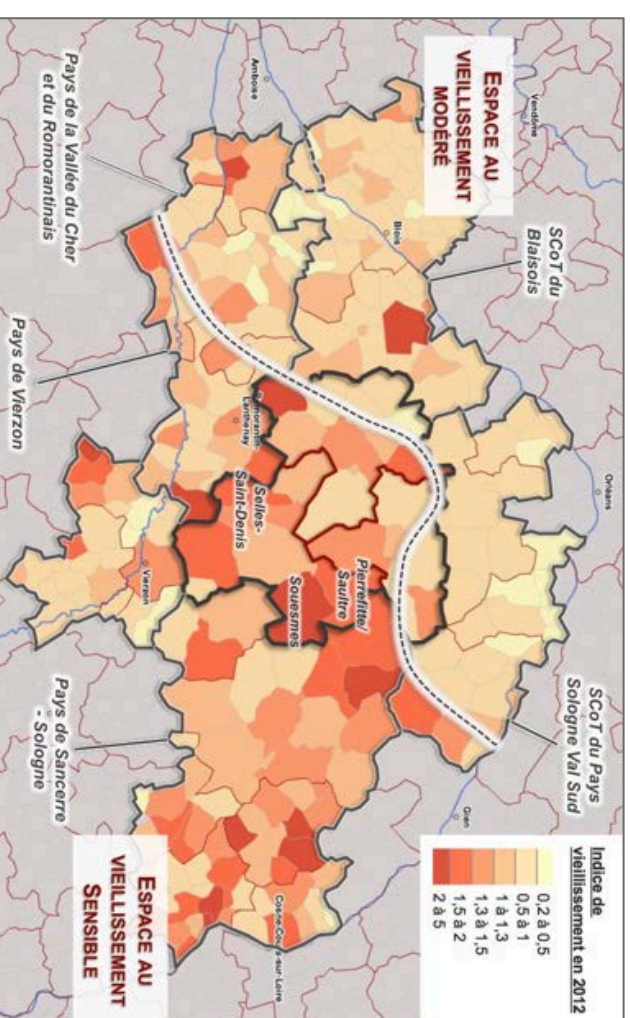 Indice de
vieillissement en 2012
0,2 à 0,5
0,5 à 1
1 à 1,3
1,3 à 1,5
1,5 à 2
2 à 5
ESPACE AU
VIEILLISSEMENT
MODÉRÉ
ESPACE AU
VIEILLISSEMENT
SENSIBLE
SCoT du
Blaisois
SCoT du Pays
Sologne Val Sud
Pays de la Vallée du Cher
et du Romorantinais
Pays de Vierzon
Pays de Sancerre
- Sologne
Vendôme
Blois
Amboise
Orléans
Gien
Lanthenay
Selles-
Saint-Denis
Pierrefitte/
Sauldre
Souesmes
Vierzon
Cosne-Cours-sur-Loire